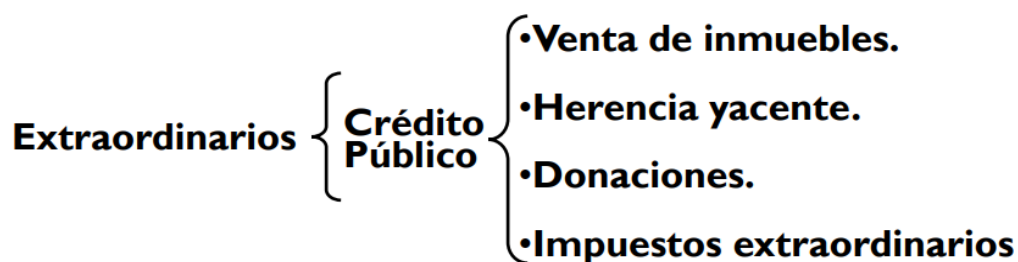 •Venta de inmuebles.
•Herencia yacente.
Extraordinarios
Crédito
Público
•Donaciones.
•Impuestos extraordinarios